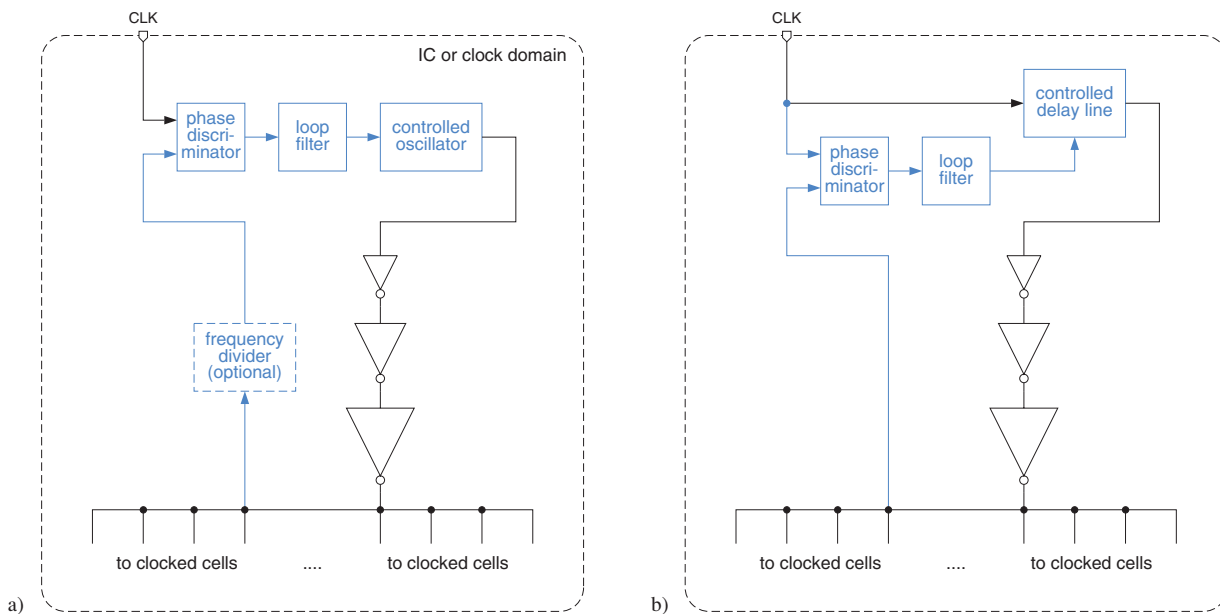 CLK
IC or clock domain
phase
discri-
minator
loop
filter
controlled
oscillator
frequency
divider
(optional)
to clocked cells
....
to clocked cells
a)
CLK
controlled
delay line
phase
discri-
minator
loop
filter
to clocked cells
....
to clocked cells
b)